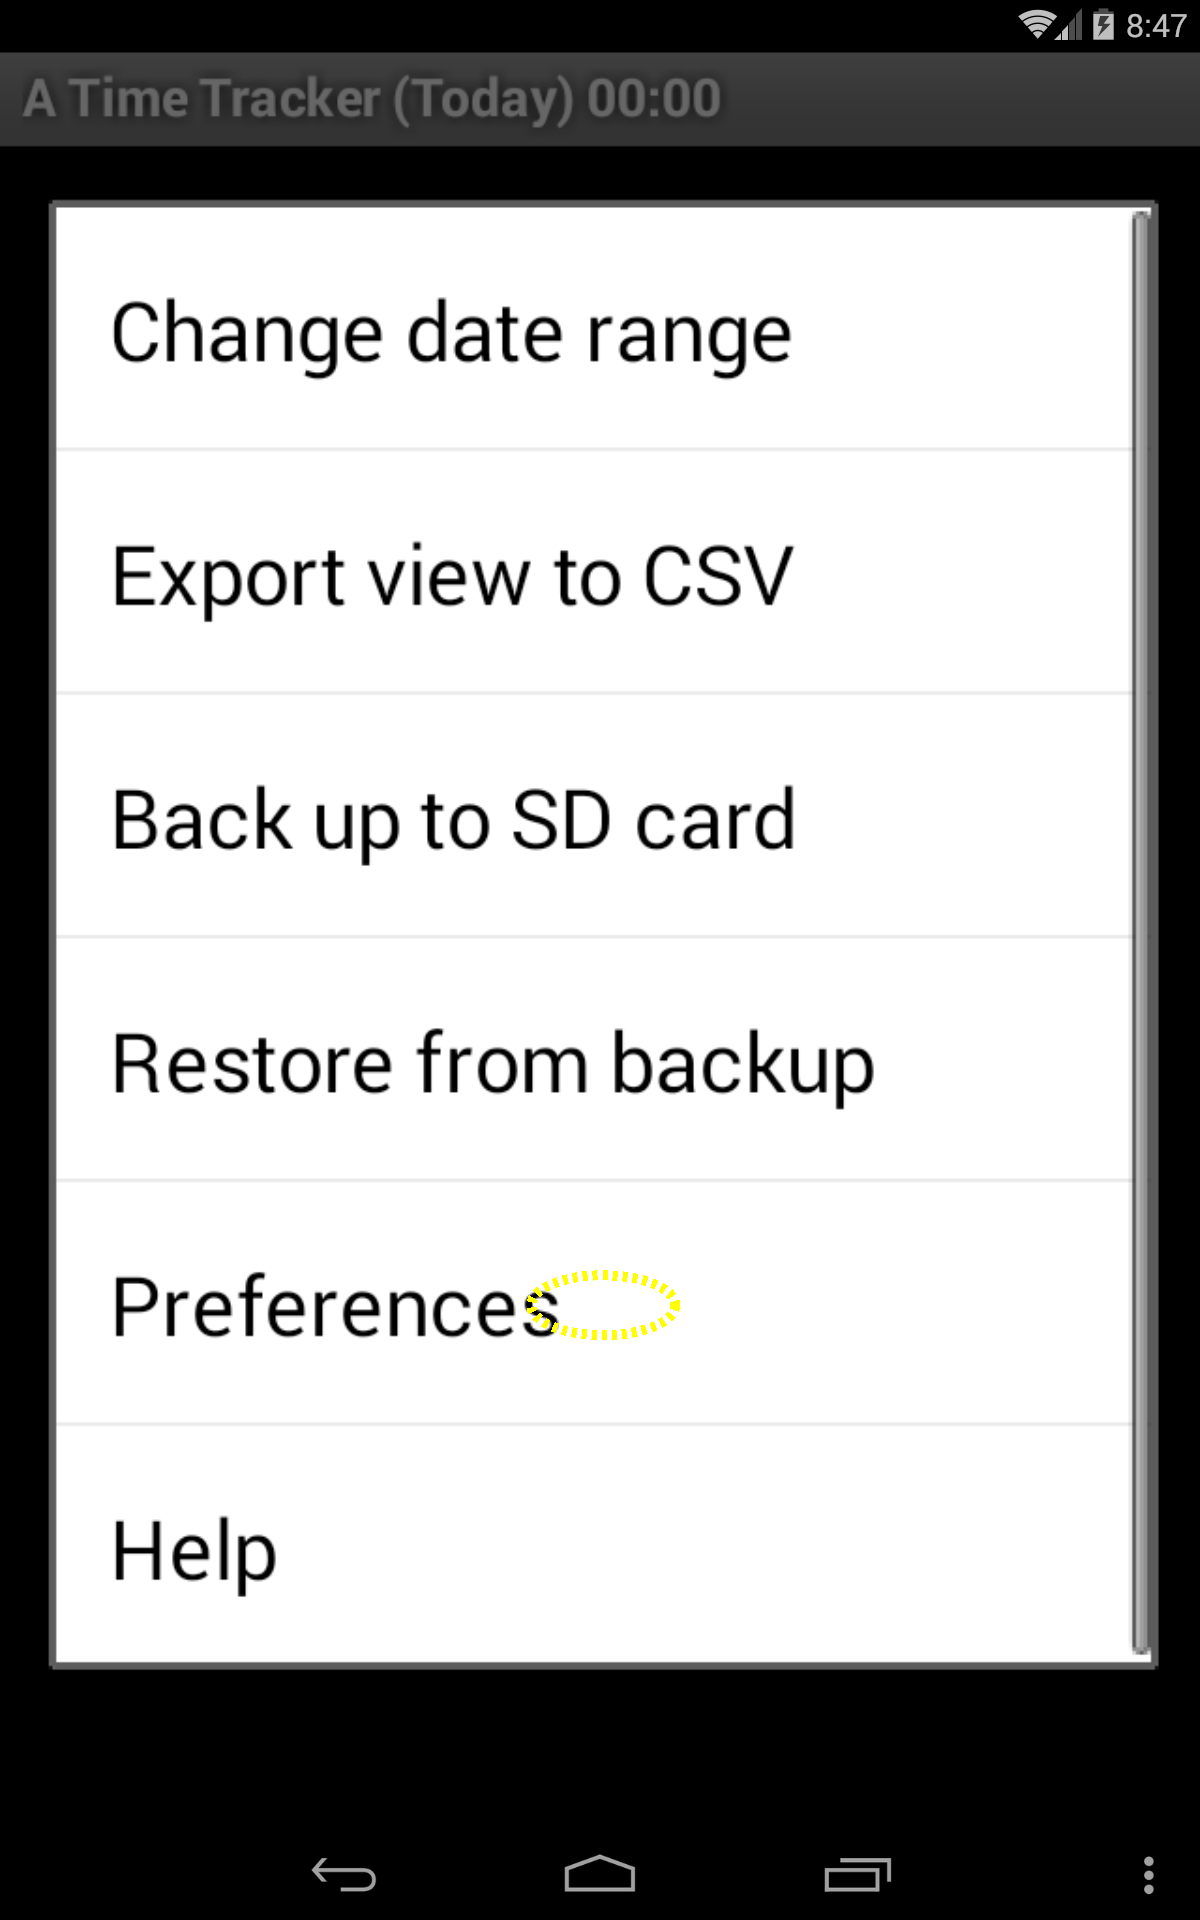 8:47
A Time Tracker (Today) 00:00
Change date range
Export view to CSV
Back up to SD card
Restore from backup
Preferences
Help